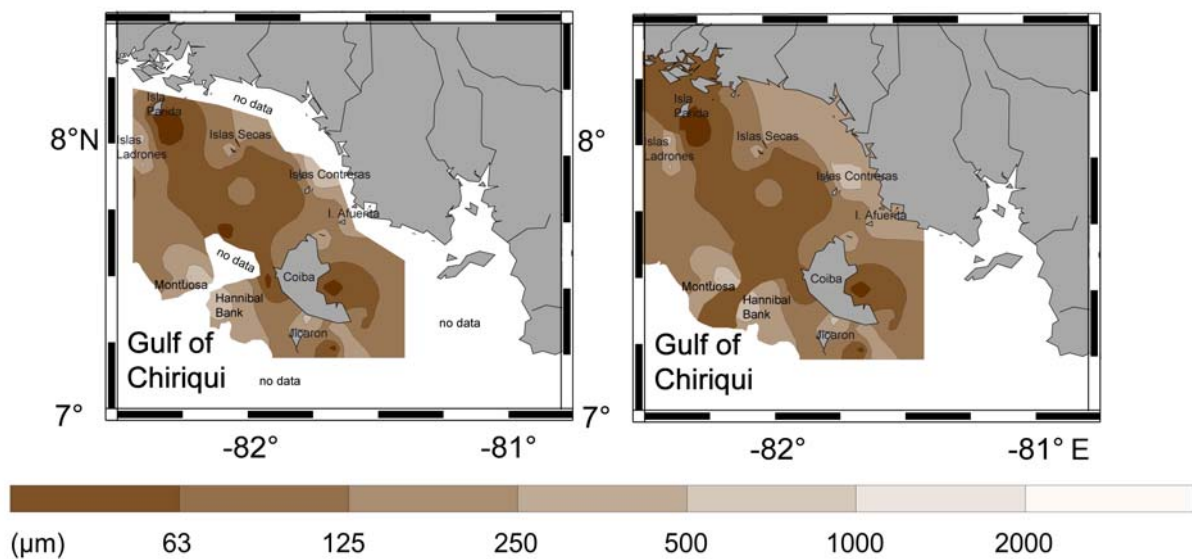 Isla
Parida
no data
8°N
Islas Secas
Islas
Ladrones
Islas Contreras
I. Afuerita
no data
Coiba
Montuosa
Hannibal
Bank
Jicaron
no data
Gulf of
Chiriqui
no data
7°
-82°
-81°
Isla
Parida
8°
Islas Secas
Islas
Ladrones
Islas Contreras
I. Afuerita
Coiba
Montuosa
Hannibal
Bank
Jicaron
Gulf of
Chiriqui
7°
-82°
-81° E
(µm) 63 125 250 500 1000 2000